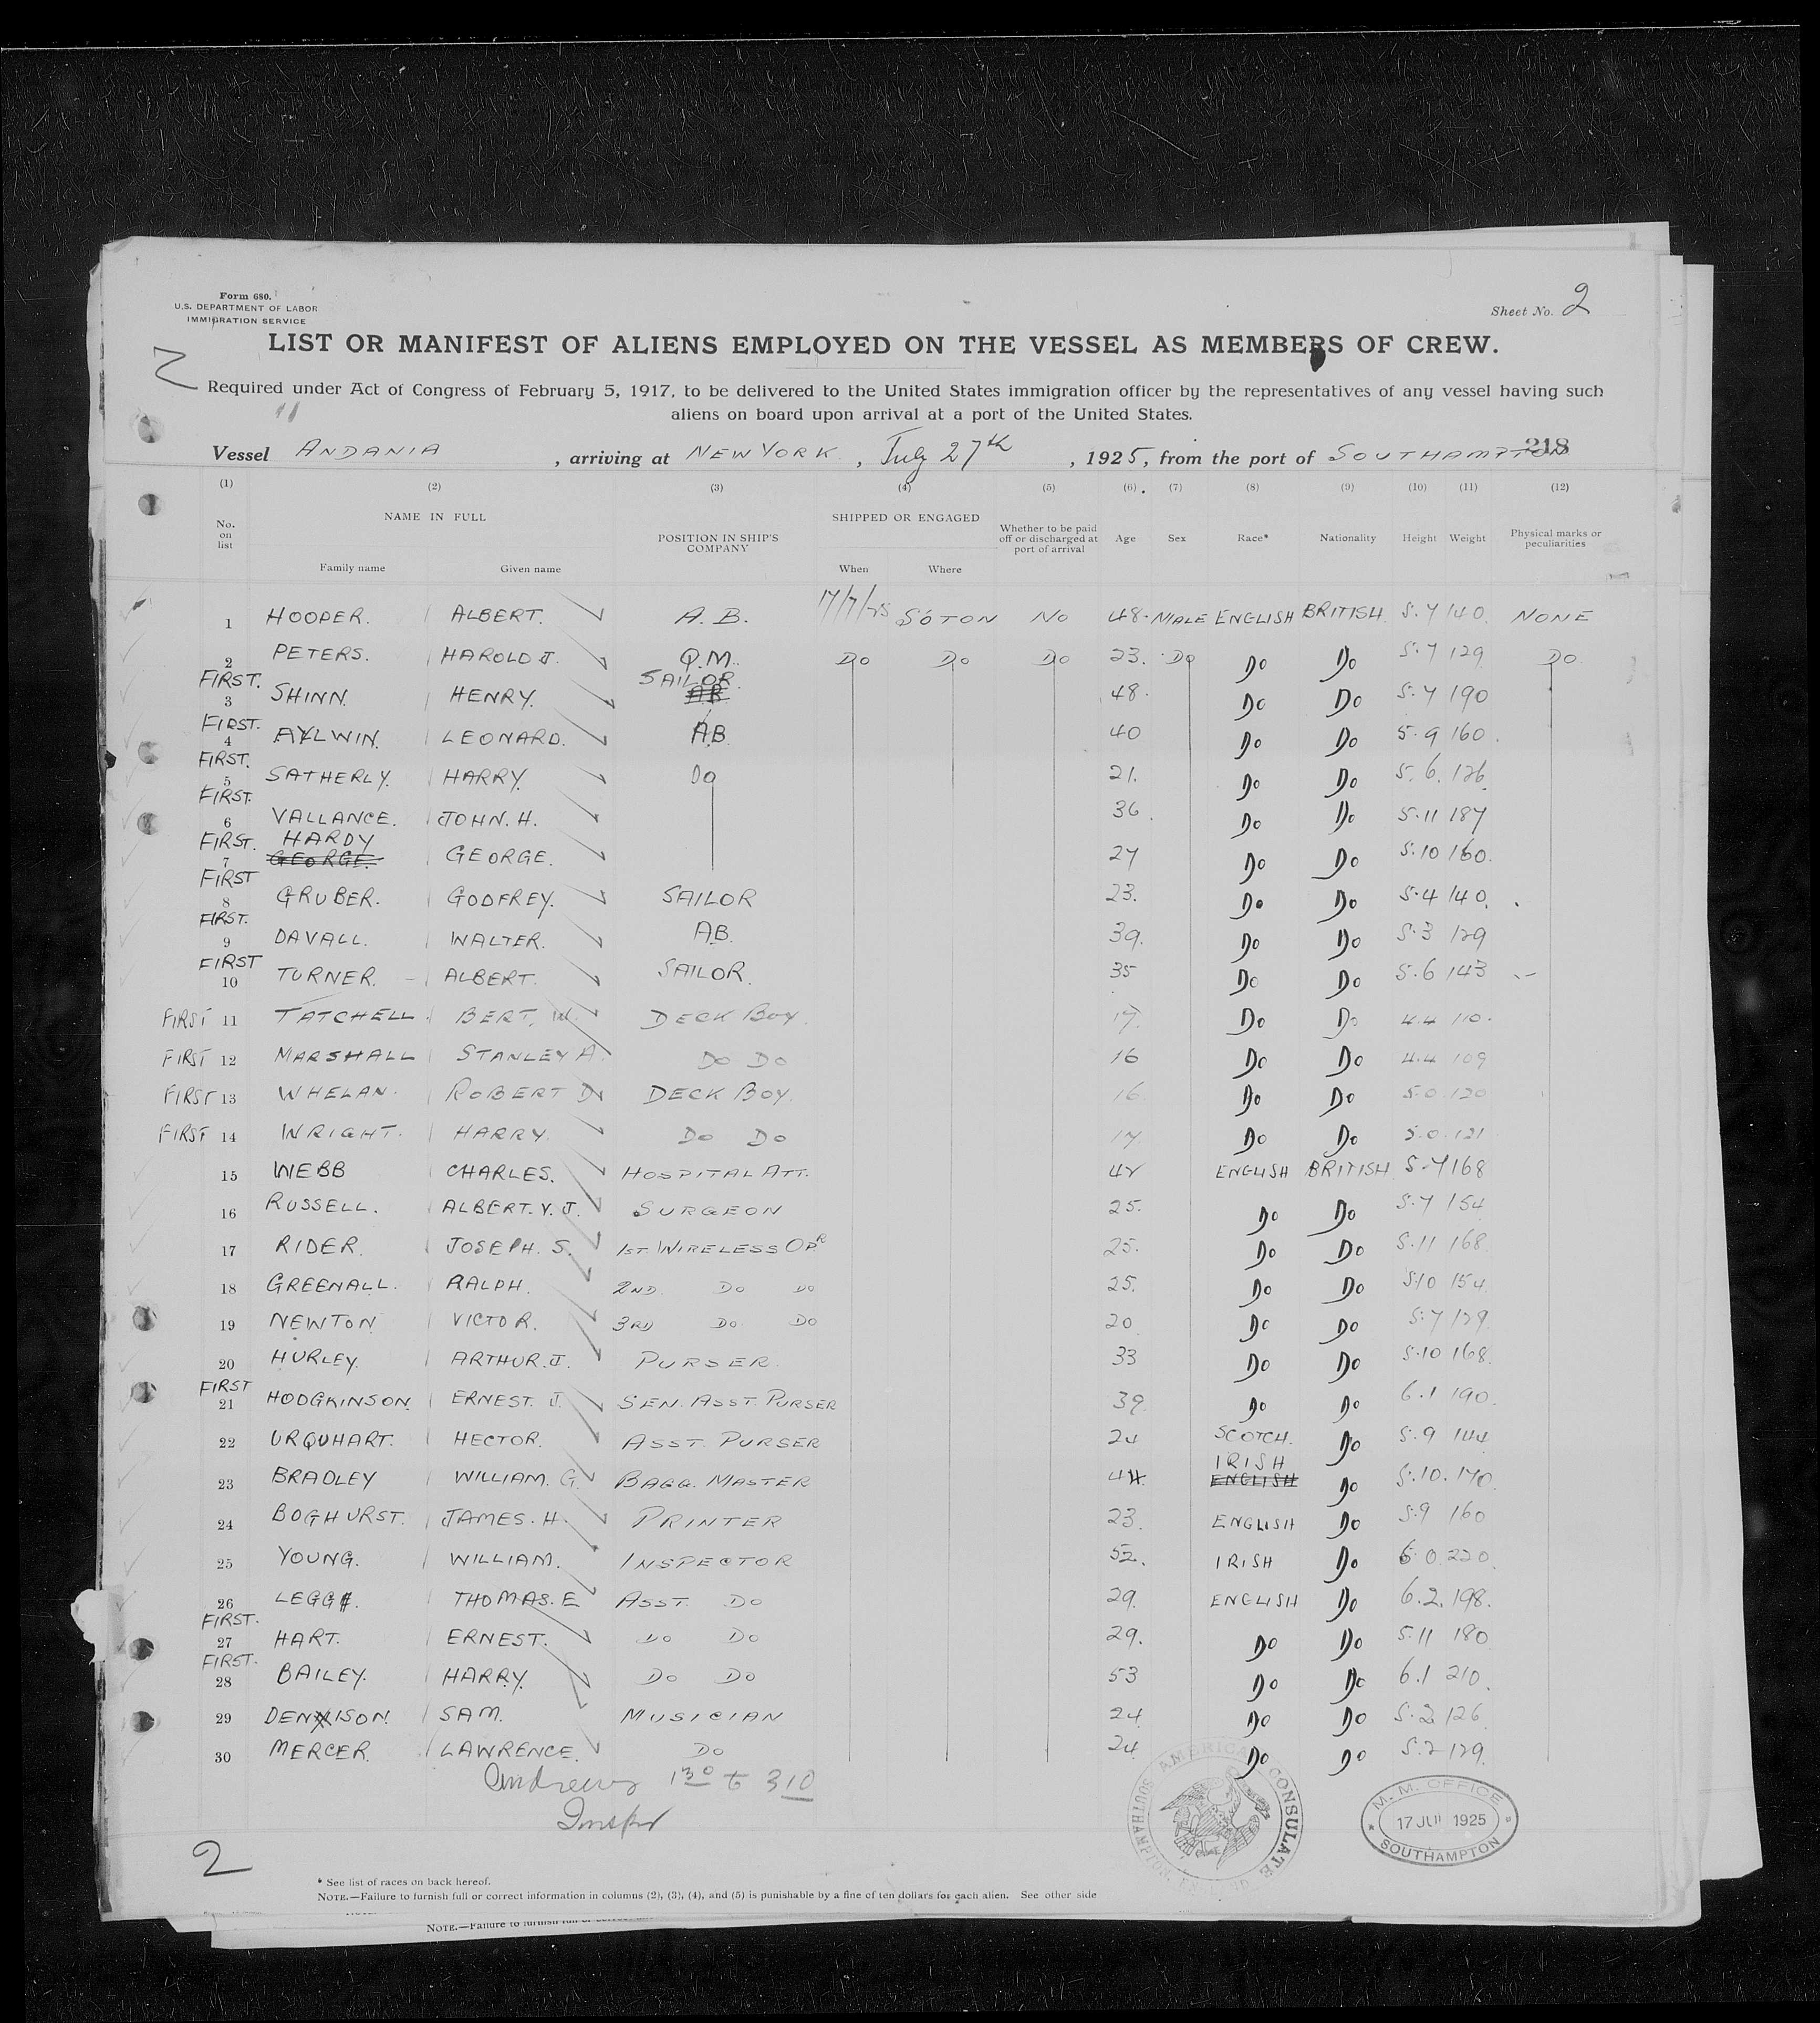 Form 680.
U.S. DEPARTMENT OF LABOR
IMMIGRATION SERVICE
Sheet No. 2
LIST OR MANIFEST OF ALIENS EMPLOYED ON THE VESSEL AS MEMBERS OF CREW.
Required under Act of Congress of February 5, 1917, to be delivered to the United States immigration officer by the representatives of any vessel having such
aliens on board upon arrival at a port of the United States.
218
Vessel ANDANIA, arriving at NEW YORK, July 27th, 1925, from the port of SOUTHAMPTON
(1) (2) (3) (4) (5) (6) (7) (8) (9) (10) (11) (12)
No. on list NAME IN FULL Family name Given name POSITION IN SHIP'S COMPANY SHIPPED OR ENGAGED When Where Whether to be paid off or discharged at port of arrival Age Sex Race* Nationality Height Weight Physical marks or peculiarities
1 HOOPER. ALBERT. A.B. 17/7/25 S'OTON NO 48. MALE ENGLISH BRITISH. 5.7 140. NONE
2 PETERS. HAROLD J. Q.M. DO DO DO 23. DO DO DO 5.7 129 DO
FIRST. 3 SHINN. HENRY. SAILOR. AB 48. DO DO 5.7 190
FIRST. 4 AYLWIN. LEONARD. A.B. 40 DO DO 5.9 160.
FIRST. 5 SATHERLY. HARRY. DO 21. DO DO 5.6. 126.
FIRST. 6 VALLANCE. JOHN. H. 36. DO DO 5.11 187
FIRST. 7 HARDY GEORGE. GEORGE. 27 DO DO 5.10 160.
FIRST 8 GRUBER. GODFREY. SAILOR 23. DO DO 5.4 140.
FIRST. 9 DAVALL. WALTER. A.B. 39. DO DO 5.3 129
FIRST 10 TURNER. ALBERT. SAILOR. 35 DO DO 5.6 143
FIRST 11 TATCHELL. BERT. W. DECK BOY. 17. DO DO 4.4 110.
FIRST 12 MARSHALL STANLEY A. DO DO 16 DO DO 4.4 109
FIRST 13 WHELAN. ROBERT D. DECK BOY. 16. DO DO 5.0 120
FIRST 14 WRIGHT. HARRY. DO DO 17. DO DO 5.0. 121
15 WEBB CHARLES. HOSPITAL ATT. 42 ENGLISH BRITISH. 5.7 168
16 RUSSELL. ALBERT. V. J. SURGEON 25. DO DO 5.7 154
17 RIDER. JOSEPH. S. 1ST WIRELESS OPR 25. DO DO 5.11 168.
18 GREENALL. RALPH. 2ND. DO DO 25. DO DO 5.10 154.
19 NEWTON VICTOR. 3RD DO DO 20 DO DO 5.7 129.
20 HURLEY. ARTHUR. J. PURSER 33 DO DO 5.10 168.
FIRST 21 HODGKINSON. ERNEST. J. SEN. ASST. PURSER 39 DO DO 6.1 190.
22 URQUHART. HECTOR. ASST. PURSER 24 SCOTCH. DO 5.9 144
23 BRADLEY WILLIAM. G. BAGG. MASTER 44. IRISH ENGLISH DO 5.10. 170.
24 BOGHURST. JAMES. H. PRINTER 23. ENGLISH DO 5.9 160
25 YOUNG. WILLIAM. INSPECTOR 52. IRISH DO 6.0. 220.
26 LEGGE. THOMAS. E ASST. DO 29. ENGLISH DO 6.2. 198.
FIRST. 27 HART. ERNEST. DO DO 29. DO DO 5.11 180
FIRST. 28 BAILEY. HARRY. DO DO 53 DO DO 6.1 210.
29 DENNISON. SAM. MUSICIAN 24. DO DO 5.2 126
30 MERCER. LAWRENCE. DO 24. DO DO 5.2 129.
Andrews 1 30 to 3 10
Inspr
AMERICAN CONSULATE
SOUTHAMPTON, ENGLAND
M. M. OFFICE
17 JUL 1925
SOUTHAMPTON
2
* See list of races on back hereof.
NOTE.—Failure to furnish full or correct information in columns (2), (3), (4), and (5) is punishable by a fine of ten dollars for each alien. See other side
NOTE.—Failure to furnish full or